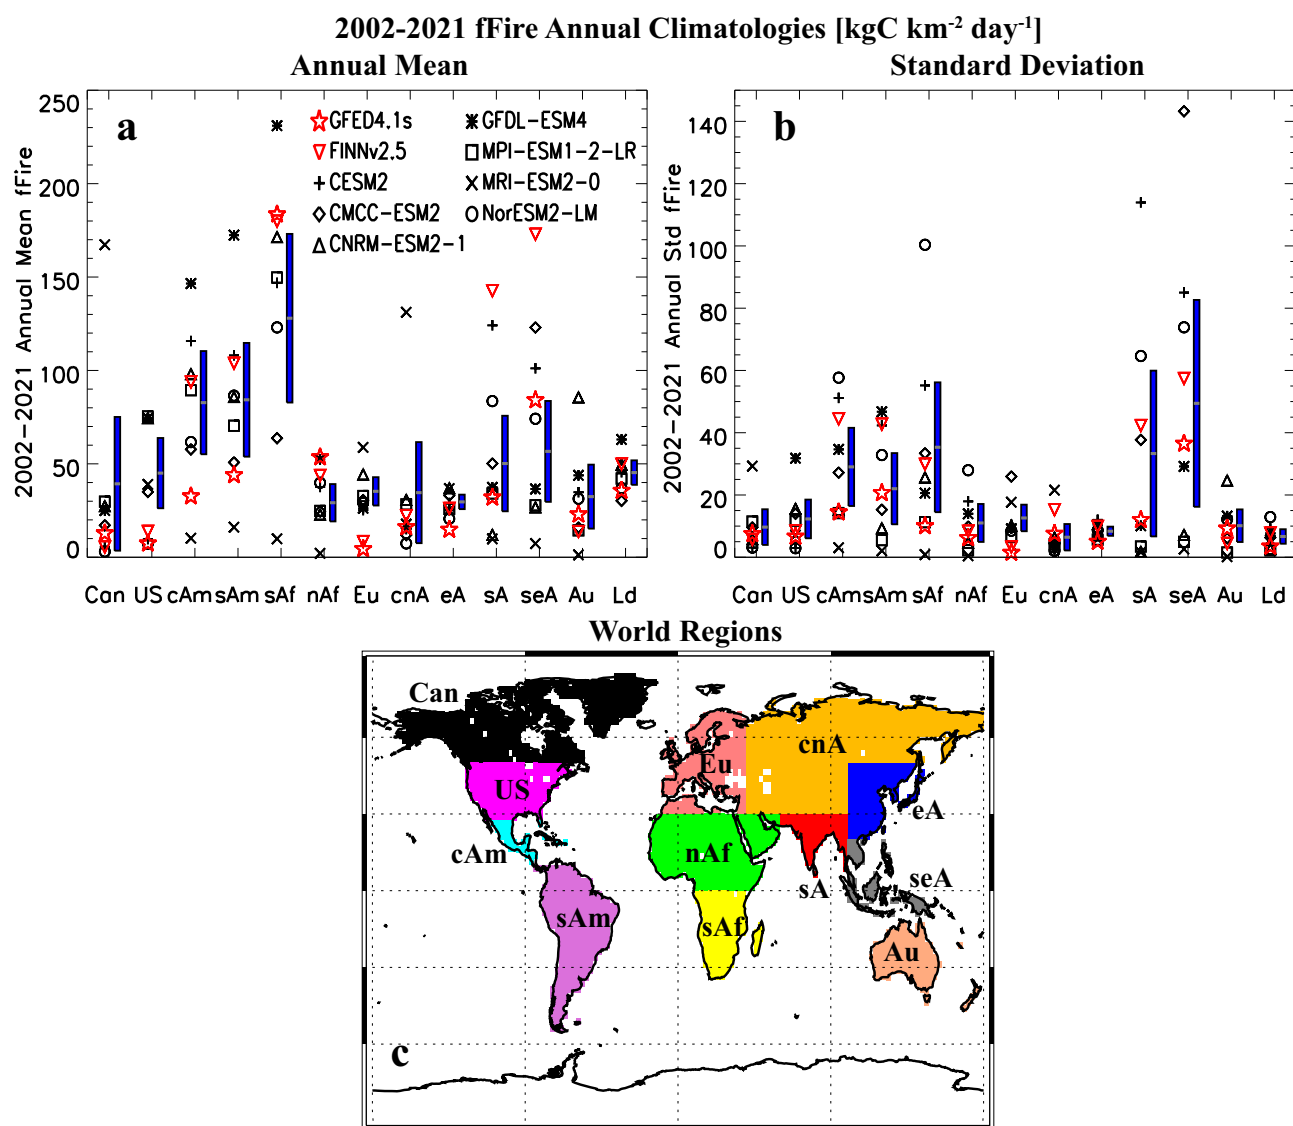 2002-2021 fFire Annual Climatologies [kgC km⁻² day⁻¹]
Annual Mean
Standard Deviation
2002-2021 Annual Mean fFire
250
200
150
100
50
0
a
GFED4.1s
FINNv2.5
CESM2
CMCC-ESM2
CNRM-ESM2-1
GFDL-ESM4
MPI-ESM1-2-LR
MRI-ESM2-0
NorESM2-LM
Can US cAm sAm sAf nAf Eu cnA eA sA seA Au Ld
2002-2021 Annual Std fFire
140
120
100
80
60
40
20
0
b
Can US cAm sAm sAf nAf Eu cnA eA sA seA Au Ld
World Regions
Can
cnA
Eu
US
eA
cAm
nAf
sA
seA
sAm
sAf
Au
c